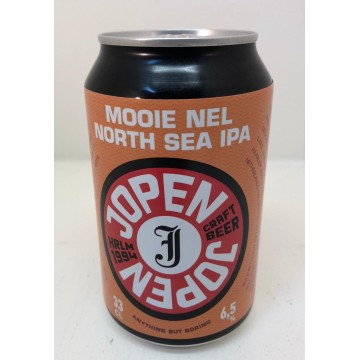 MOOIE NEL
NORTH SEA IPA
JOPEN
CRAFT
BEER
J
HRLM
1994
JOPEN
33
6,5
%
ANYTHING BUT BORING